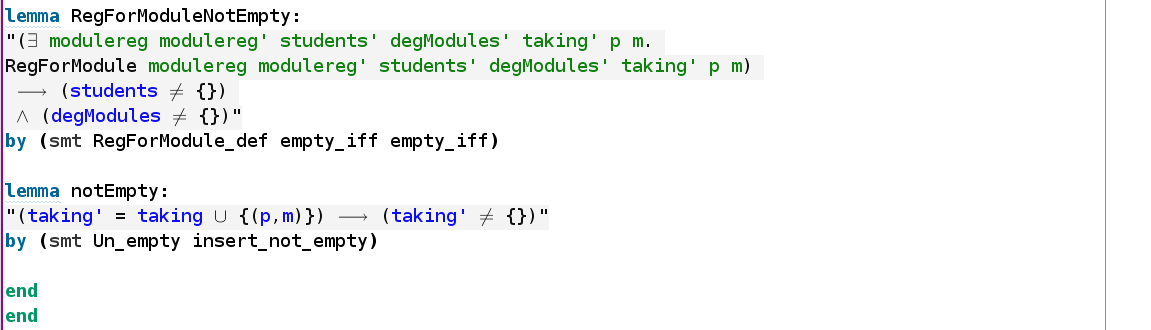 lemma RegForModuleNotEmpty:
"(∃ modulereg modulereg' students' degModules' taking' p m.
RegForModule modulereg modulereg' students' degModules' taking' p m)
⟶ (students ≠ {})
∧ (degModules ≠ {})"
by (smt RegForModule_def empty_iff empty_iff)
lemma notEmpty:
"(taking' = taking ∪ {(p,m)}) ⟶ (taking' ≠ {})"
by (smt Un_empty insert_not_empty)
end
end